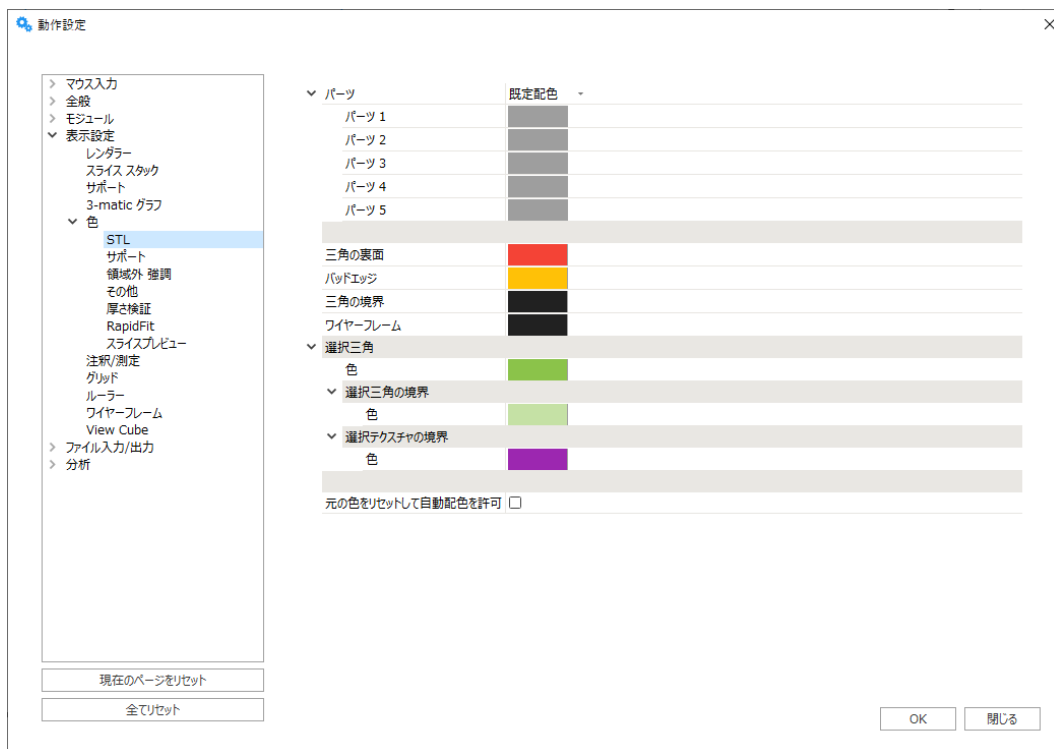 動作設定
マウス入力
全般
モジュール
表示設定
レンダラー
スライス スタック
サポート
3-matic グラフ
色
STL
サポート
領域外 強調
その他
厚さ検証
RapidFit
スライスプレビュー
注釈/測定
グリッド
ルーラー
ワイヤーフレーム
View Cube
ファイル入力/出力
分析
現在のページをリセット
全てリセット
パーツ 既定配色
パーツ 1
パーツ 2
パーツ 3
パーツ 4
パーツ 5
三角の裏面
バッドエッジ
三角の境界
ワイヤーフレーム
選択三角
色
選択三角の境界
色
選択テクスチャの境界
色
元の色をリセットして自動配色を許可
OK 閉じる